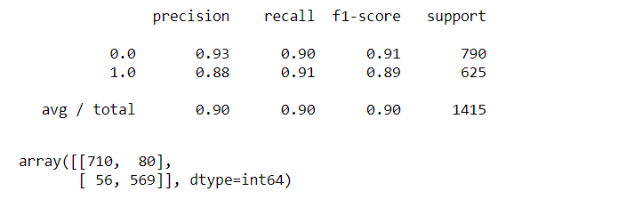 precision recall f1-score support
0.0 0.93 0.90 0.91 790
1.0 0.88 0.91 0.89 625
avg / total 0.90 0.90 0.90 1415
array([[710, 80],
[ 56, 569]], dtype=int64)